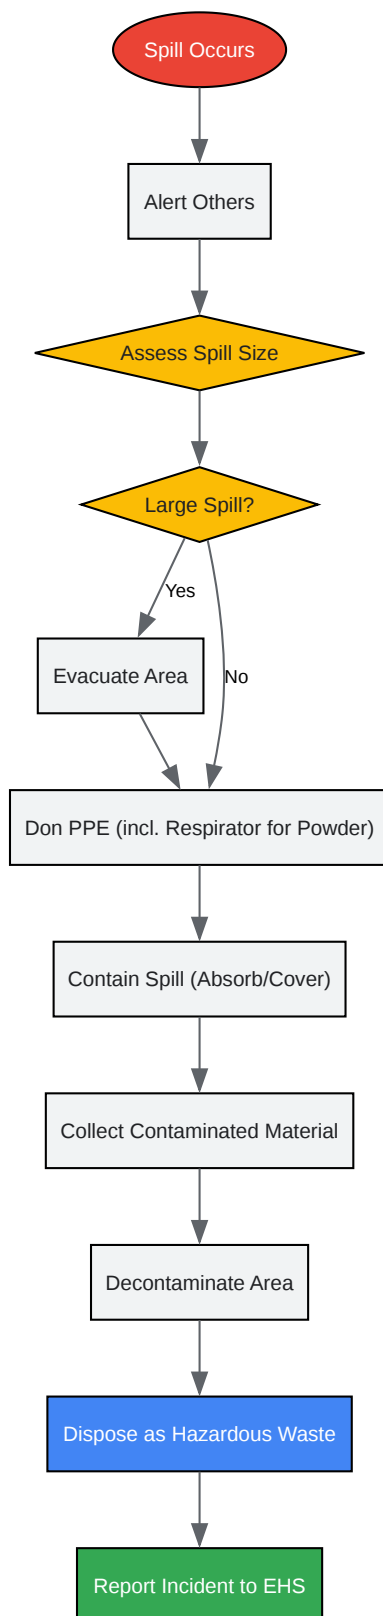 Spill Occurs
Alert Others
Assess Spill Size
Large Spill?
Yes
Evacuate Area
No
Don PPE (incl. Respirator for Powder)
Contain Spill (Absorb/Cover)
Collect Contaminated Material
Decontaminate Area
Dispose as Hazardous Waste
Report Incident to EHS